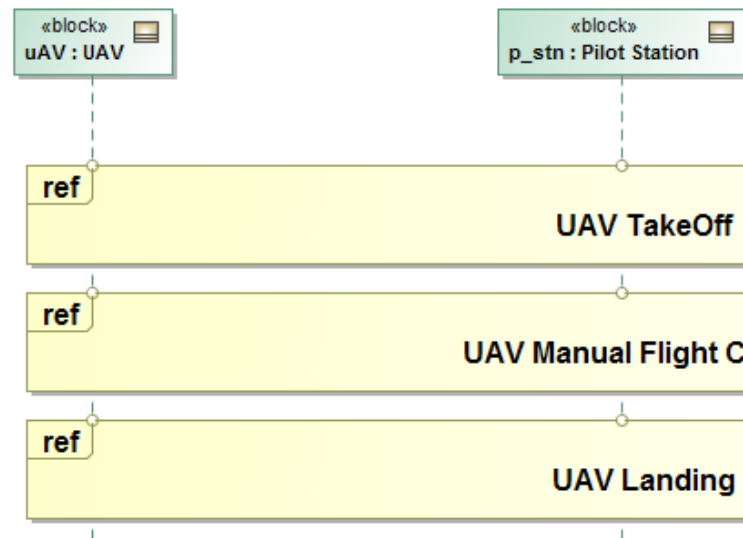 «block»
uAV : UAV
«block»
p_stn : Pilot Station
ref
UAV TakeOff
ref
UAV Manual Flight
ref
UAV Landing